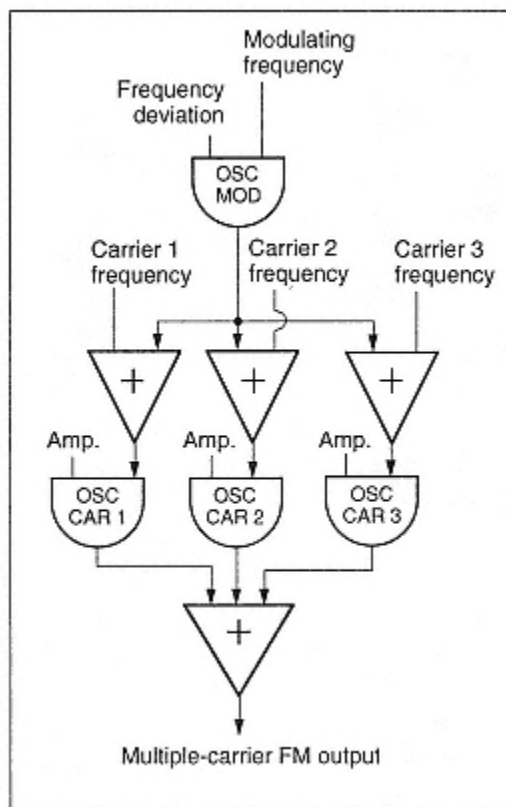 Modulating
frequency
Frequency
deviation
OSC
MOD
Carrier 1
frequency
Carrier 2
frequency
Carrier 3
frequency
+
+
+
Amp.
Amp.
Amp.
OSC
CAR 1
OSC
CAR 2
OSC
CAR 3
+
Multiple-carrier FM output